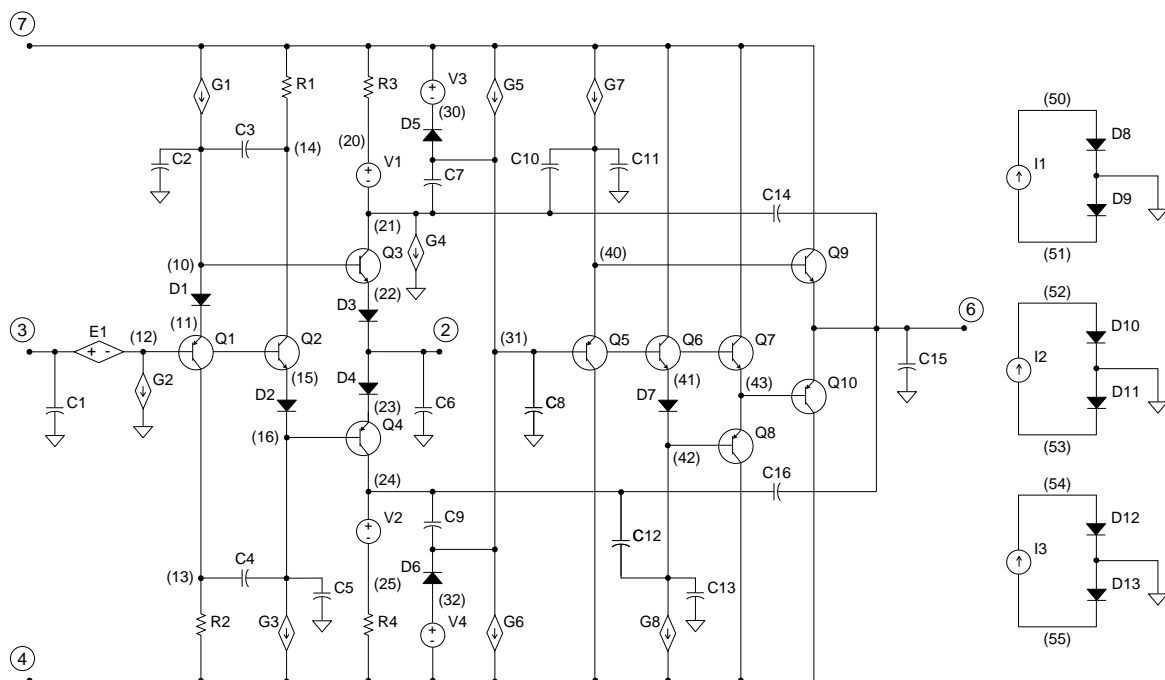 7
G1
R1
R3
V3
(30)
G5
G7
D5
C3
(14)
(20)
C2
V1
C7
C10
C11
C14
(21)
G4
(10)
Q3
(40)
Q9
D1
(22)
D3
3
E1
(12)
(11)
Q1
Q2
2
(31)
Q5
Q6
Q7
6
G2
(15)
D2
D4
(41)
D7
(43)
Q10
C15
C1
(23)
C6
C8
(16)
Q4
(42)
Q8
(24)
C16
V2
C9
C12
C4
(13)
C5
(25)
D6
(32)
C13
R2
G3
R4
V4
G6
G8
4
(50)
D8
I1
D9
(51)
(52)
D10
I2
D11
(53)
(54)
D12
I3
D13
(55)